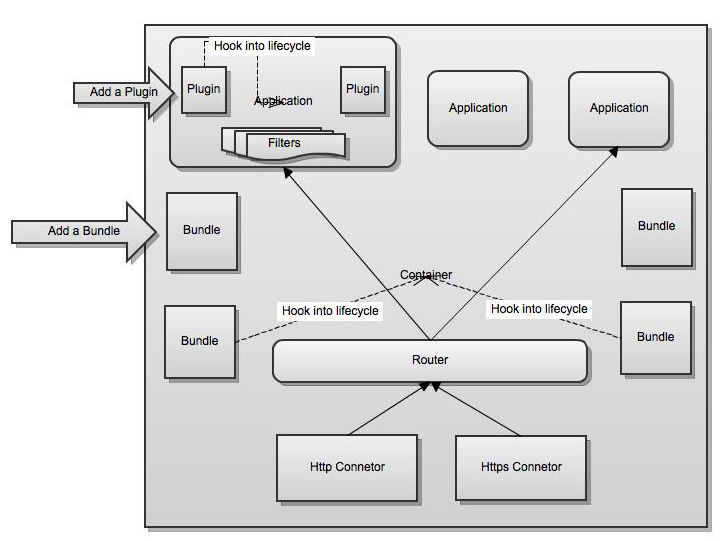 Hook into lifecycle
Add a Plugin
Plugin
Application
Plugin
Filters
Application
Application
Add a Bundle
Bundle
Bundle
Container
Hook into lifecycle
Hook into lifecycle
Bundle
Bundle
Router
Http Connetor
Https Connetor